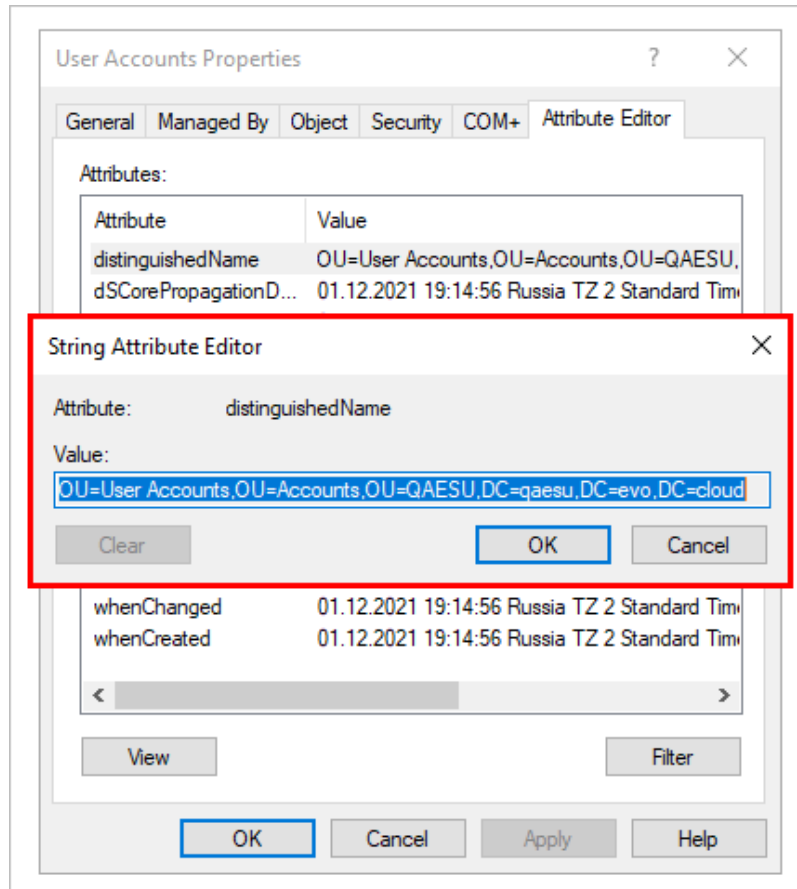 User Accounts Properties
General Managed By Object Security COM+ Attribute Editor
Attributes:
Attribute Value
distinguishedName OU=User Accounts,OU=Accounts,OU=QAESU,
dSCorePropagationD... 01.12.2021 19:14:56 Russia TZ 2 Standard Tim
String Attribute Editor
Attribute: distinguishedName
Value:
OU=User Accounts,OU=Accounts,OU=QAESU,DC=qaesu,DC=evo,DC=cloud
Clear OK Cancel
whenChanged 01.12.2021 19:14:56 Russia TZ 2 Standard Tim
whenCreated 01.12.2021 19:14:56 Russia TZ 2 Standard Tim
View Filter
OK Cancel Apply Help